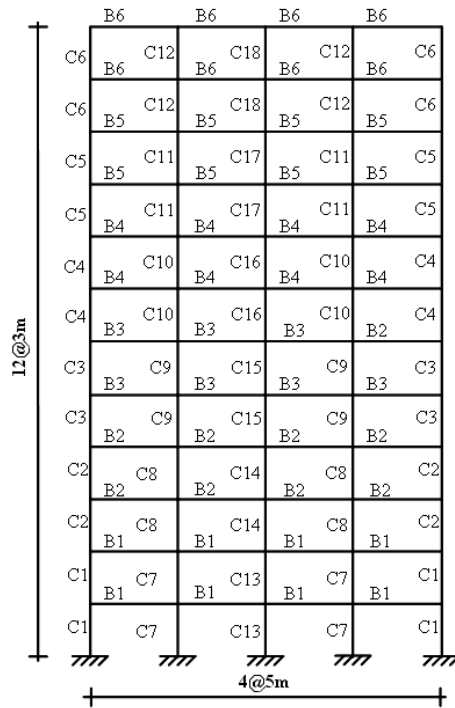 B6 B6 B6 B6
C6 C12 C18 C12 C6
B6 B6 B6 B6
C6 C12 C18 C12 C6
B5 B5 B5 B5
C5 C11 C17 C11 C5
B5 B5 B5 B5
C5 C11 C17 C11 C5
B4 B4 B4 B4
C4 C10 C16 C10 C4
B4 B4 B4 B4
C4 C10 C16 C10 C4
B3 B3 B3 B2
12@3m
C3 C9 C15 C9 C3
B3 B3 B3 B3
C3 C9 C15 C9 C3
B2 B2 B2 B2
C2 C8 C14 C8 C2
B2 B2 B2 B2
C2 C8 C14 C8 C2
B1 B1 B1 B1
C1 C7 C13 C7 C1
B1 B1 B1 B1
C1 C7 C13 C7 C1
4@5m